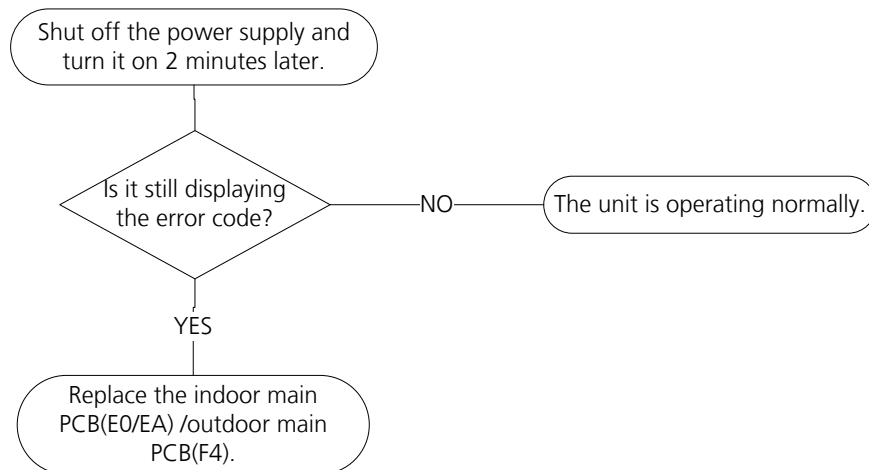 Shut off the power supply and
turn it on 2 minutes later.
Is it still displaying
the error code?
NO
The unit is operating normally.
YES
Replace the indoor main
PCB(E0/EA) /outdoor main
PCB(F4).